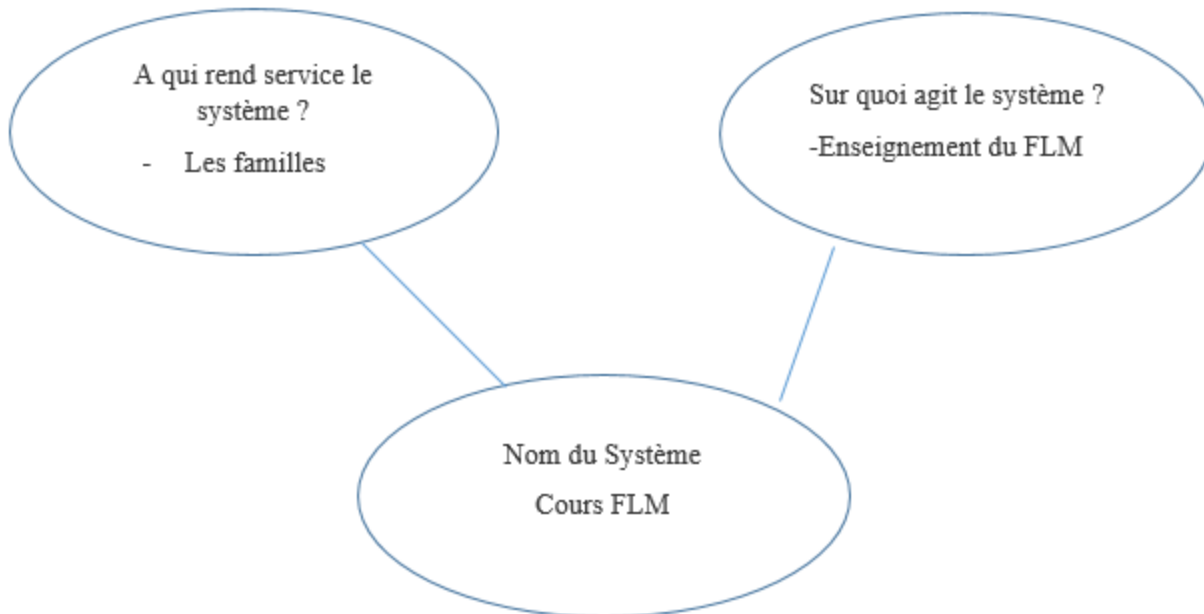 A qui rend service le
système ?
- Les familles
Sur quoi agit le système ?
-Enseignement du FLM
Nom du Système
Cours FLM